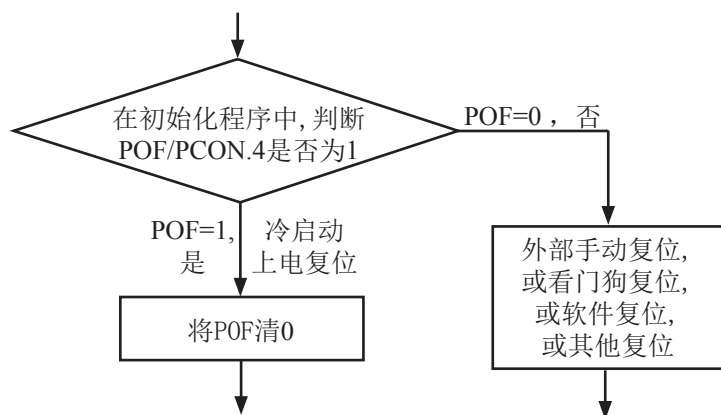 在初始化程序中, 判断
POF/PCON.4是否为1
POF=0 ， 否
POF=1,
是
冷启动
上电复位
将POF清0
外部手动复位,
或看门狗复位,
或软件复位,
或其他复位